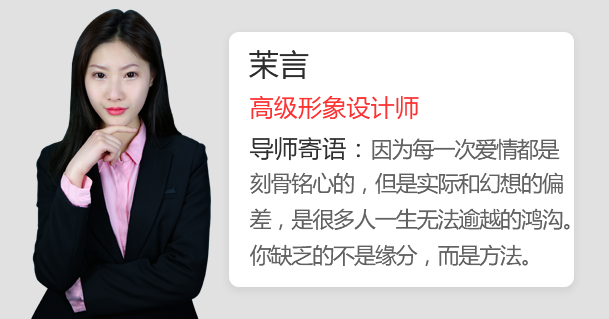 茉言
高级形象设计师
导师寄语：因为每一次爱情都是
刻骨铭心的，但是实际和幻想的偏
差，是很多人一生无法逾越的鸿沟。
你缺乏的不是缘分，而是方法。